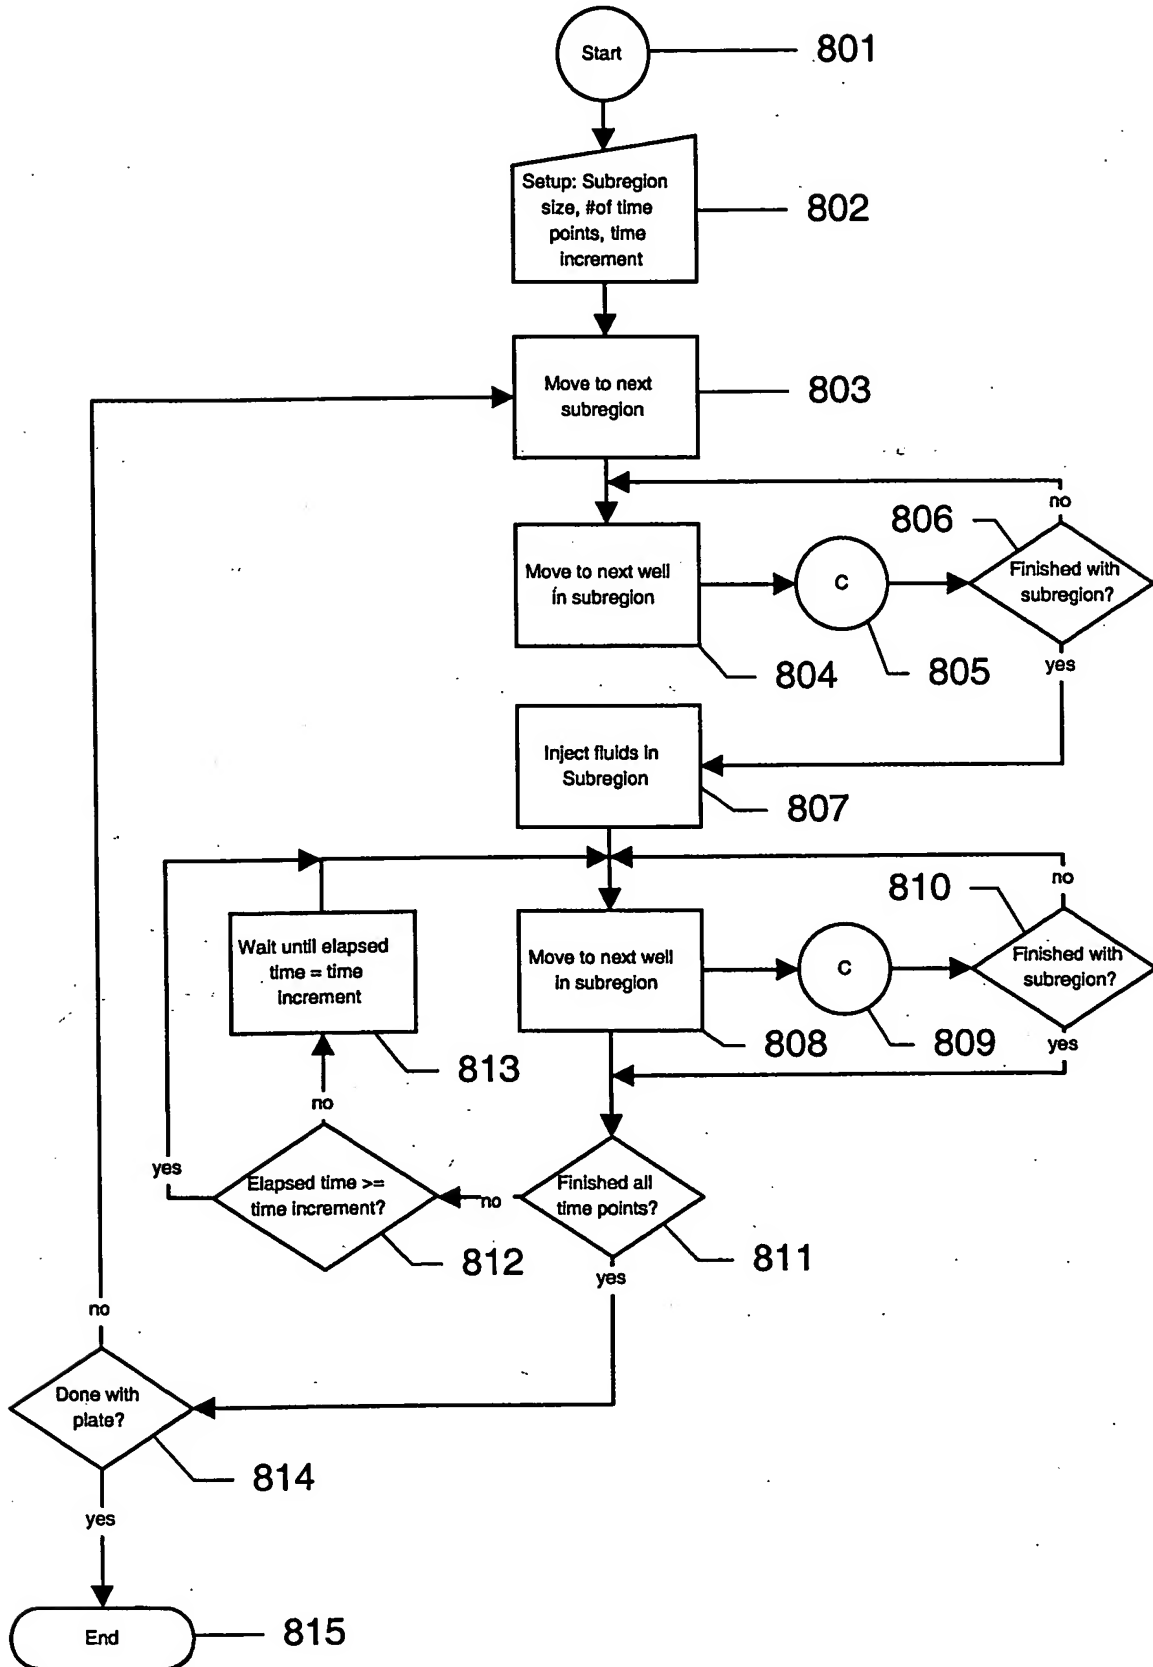 Start
801
Setup: Subregion
size, #of time
points, time
increment
802
Move to next
subregion
803
no
806
Move to next well
in subregion
C
Finished with
subregion?
804
805
yes
Inject fluids in
Subregion
807
no
810
Wait until elapsed
time = time
increment
Move to next well
in subregion
C
Finished with
subregion?
813
808
809
yes
no
yes
Elapsed time >=
time increment?
no
Finished all
time points?
812
811
yes
no
Done with
plate?
814
yes
End
815